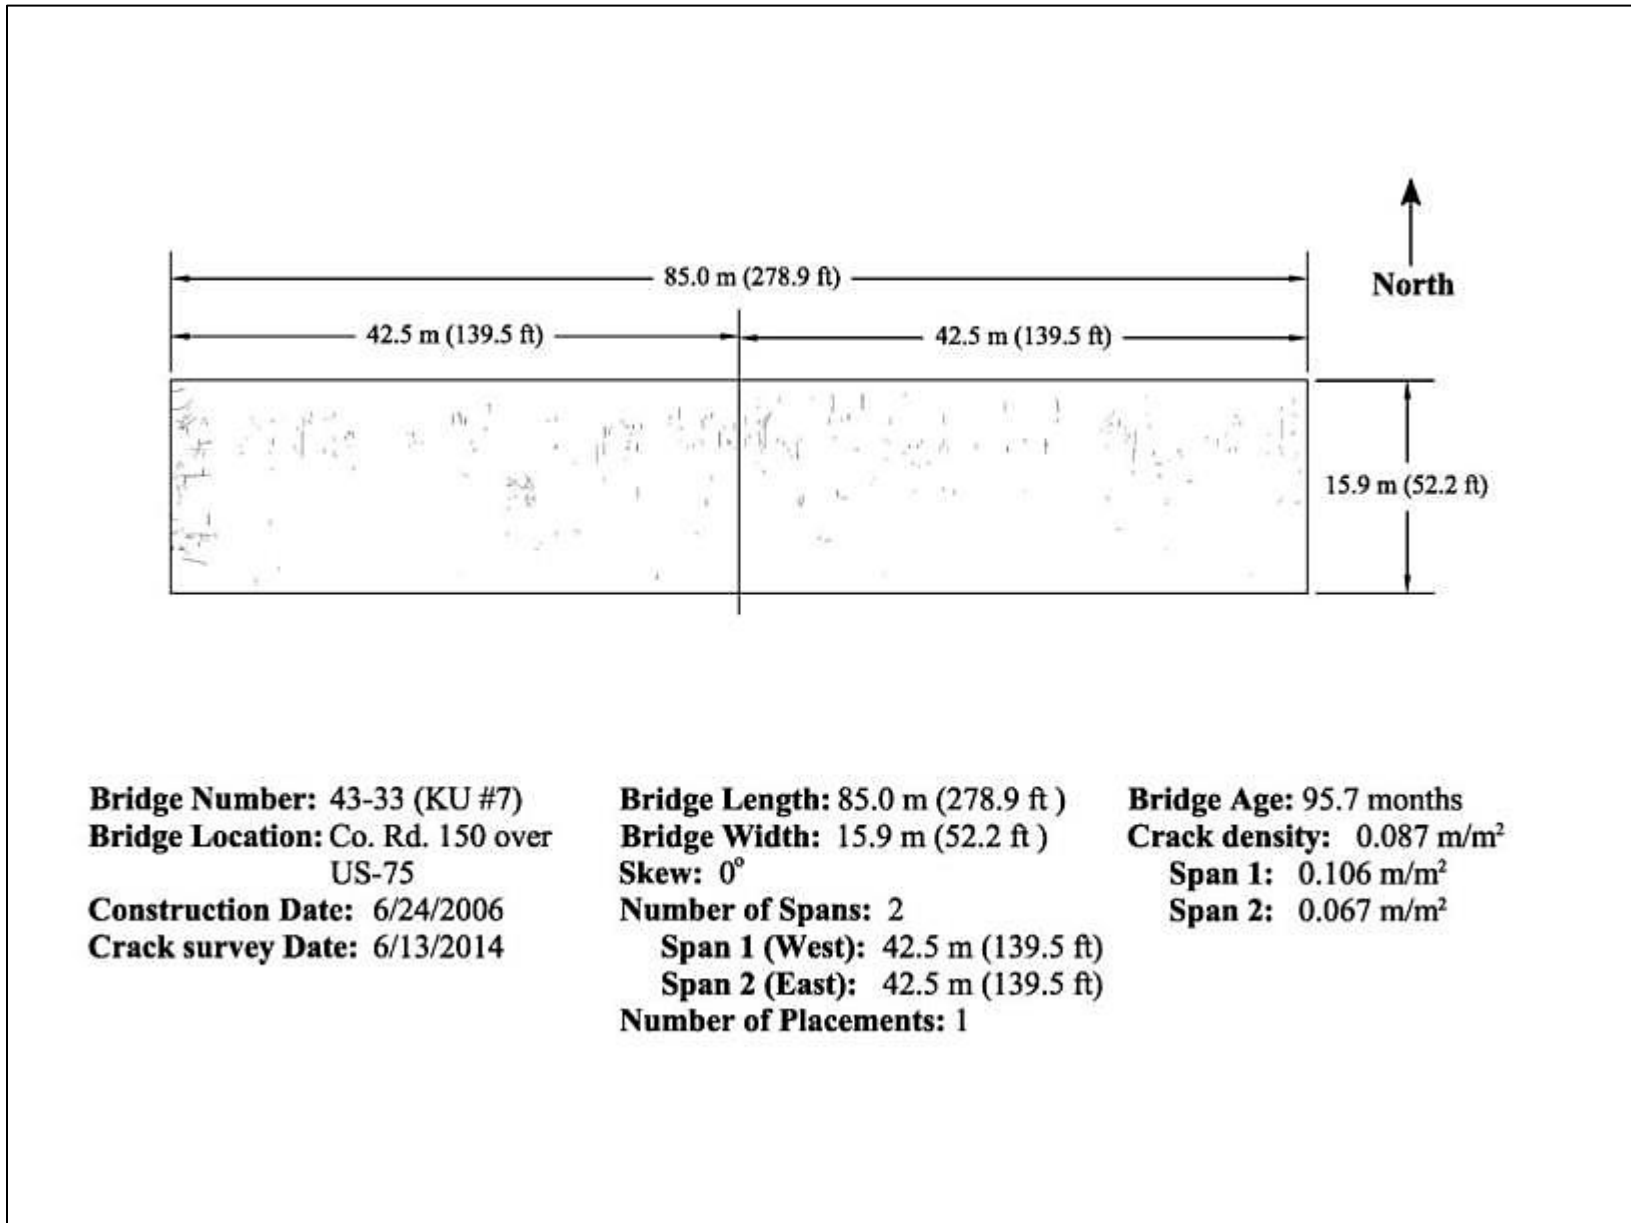 85.0 m (278.9 ft)
North
42.5 m (139.5 ft)
42.5 m (139.5 ft)
15.9 m (52.2 ft)
Bridge Number: 43-33 (KU #7)
Bridge Location: Co. Rd. 150 over
US-75
Construction Date: 6/24/2006
Crack survey Date: 6/13/2014
Bridge Length: 85.0 m (278.9 ft )
Bridge Width: 15.9 m (52.2 ft )
Skew: 0°
Number of Spans: 2
Span 1 (West): 42.5 m (139.5 ft)
Span 2 (East): 42.5 m (139.5 ft)
Number of Placements: 1
Bridge Age: 95.7 months
Crack density: 0.087 m/m²
Span 1: 0.106 m/m²
Span 2: 0.067 m/m²